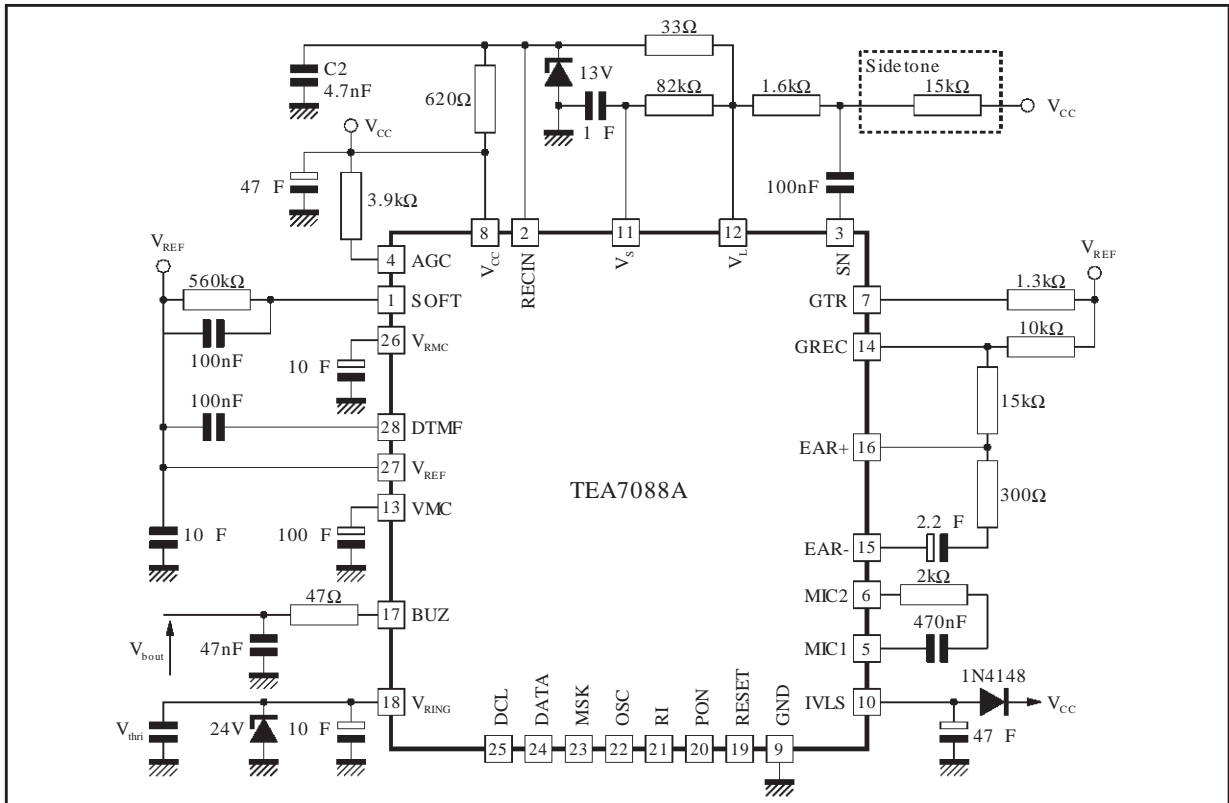 33Ω
C2
4.7nF
13V
Sidetone
620Ω
82kΩ
1.6kΩ
15kΩ
VCC
1 F
VCC
47 F
3.9kΩ
100nF
8
2
11
12
3
VCC
RECIN
VS
VL
SN
VREF
4 AGC
560kΩ
1 SOFT
100nF
26 VRMC
10 F
100nF
28 DTMF
27 VREF
13 VMC
10 F
100 F
47Ω
17 BUZ
Vbout
47nF
18 VRING
Vthri
24V
10 F
TEA7088A
VREF
1.3kΩ
GTR 7
10kΩ
GREC 14
15kΩ
EAR+ 16
300Ω
2.2 F
EAR- 15
2kΩ
MIC2 6
470nF
MIC1 5
1N4148
IVLS 10
VCC
47 F
DCL
DATA
MSK
OSC
RI
PON
RESET
GND
25
24
23
22
21
20
19
9